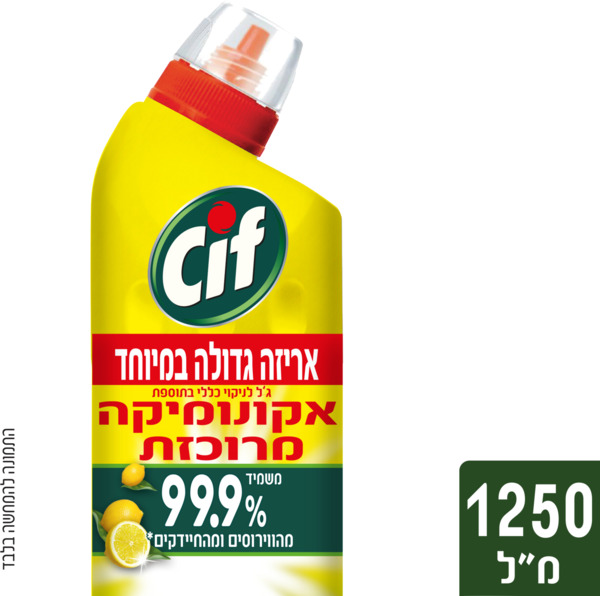 Cif
אריזה גדולה במיוחד
ג'ל לניקוי כללי בתוספת
אקונומיקה
מרוכזת
משמיד
99.9%
מהווירוסים ומהחיידקים*
1250
מ"ל
התמונה להמחשה בלבד